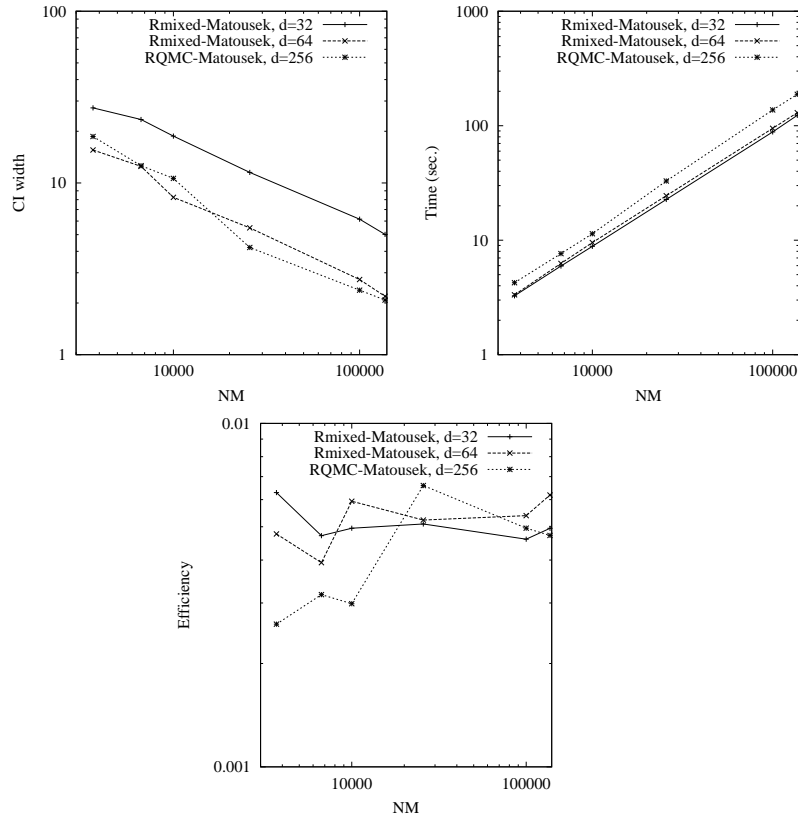 100
10
1
CI width
10000
100000
NM
Rmixed-Matousek, d=32
Rmixed-Matousek, d=64
RQMC-Matousek, d=256
1000
100
10
1
Time (sec.)
10000
100000
NM
Rmixed-Matousek, d=32
Rmixed-Matousek, d=64
RQMC-Matousek, d=256
0.01
0.001
Efficiency
10000
100000
NM
Rmixed-Matousek, d=32
Rmixed-Matousek, d=64
RQMC-Matousek, d=256